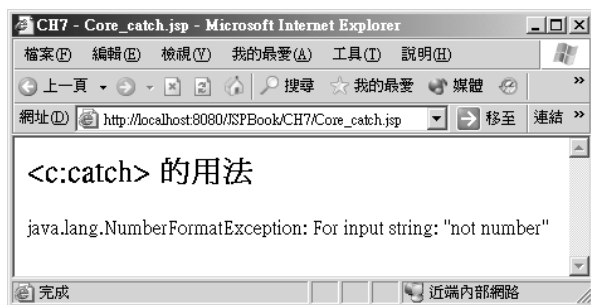 CH7 - Core_catch.jsp - Microsoft Internet Explorer
檔案(F) 編輯(E) 檢視(V) 我的最愛(A) 工具(T) 說明(H)
上一頁 搜尋 我的最愛 媒體 »
網址(D) http://localhost:8080/JSPBook/CH7/Core_catch.jsp 移至 連結 »
<c:catch> 的用法
java.lang.NumberFormatException: For input string: "not number"
完成 近端內部網路